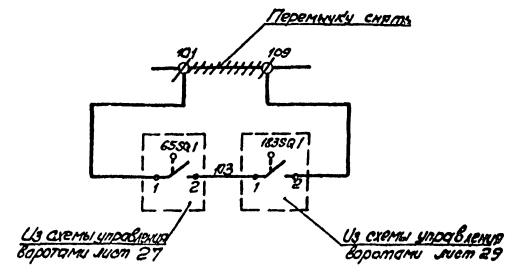 Перемычку снять
101 109
65SQ1 183SQ1
1 2 103 1 2
Из схемы управления
воротами лист 27
Из схемы управления
воротами лист 29